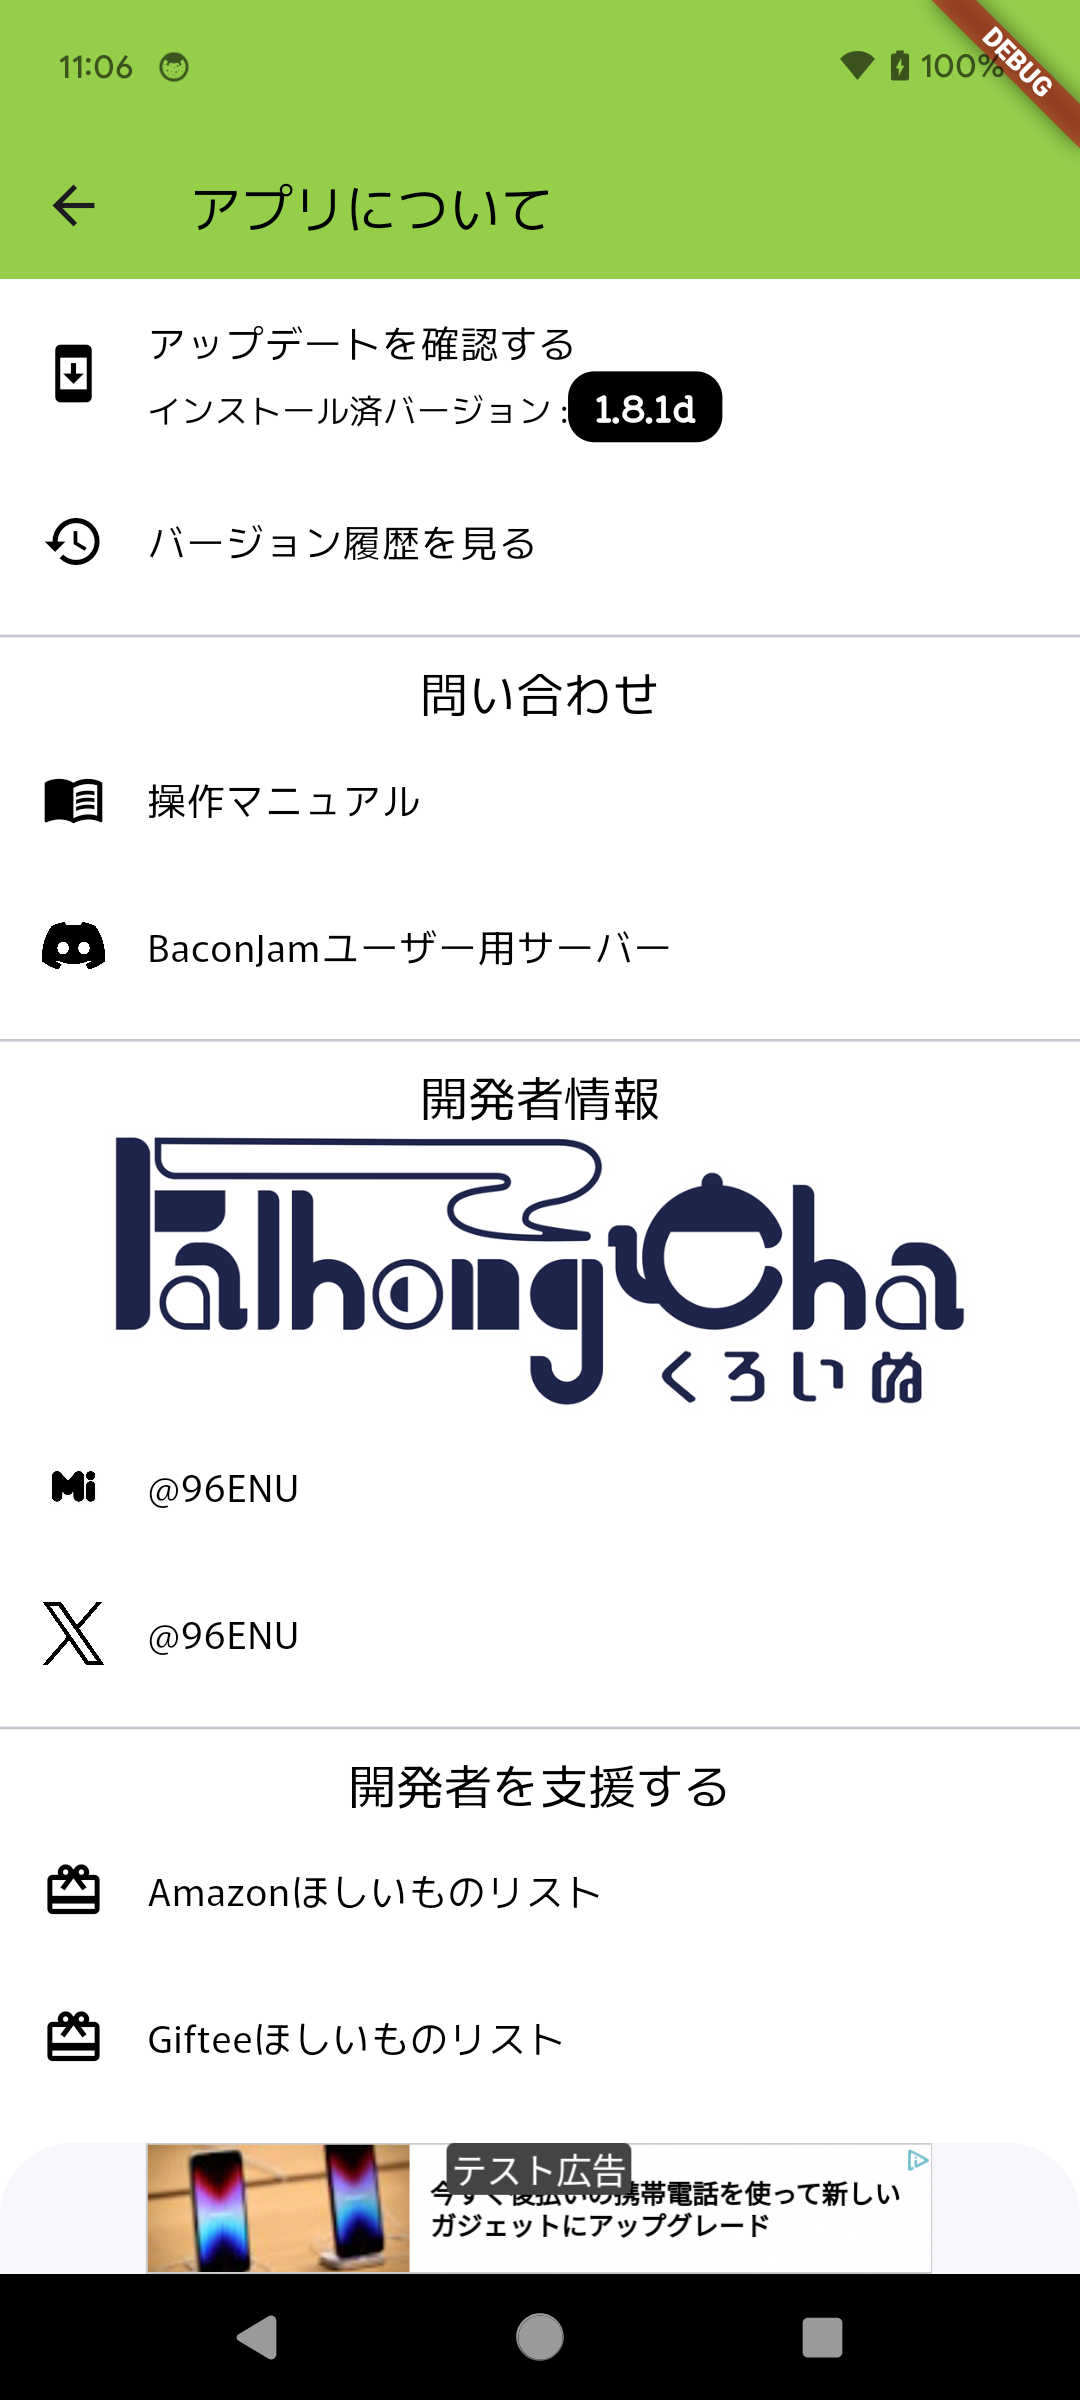 11:06
100%
DEBUG
アプリについて
アップデートを確認する
インストール済バージョン : 1.8.1d
バージョン履歴を見る
問い合わせ
操作マニュアル
BaconJamユーザー用サーバー
開発者情報
FalhongCha
くろいぬ
Mi @96ENU
X @96ENU
開発者を支援する
Amazonほしいものリスト
Gifteeほしいものリスト
テスト広告
今すぐ後払いの携帯電話を使って新しい
ガジェットにアップグレード